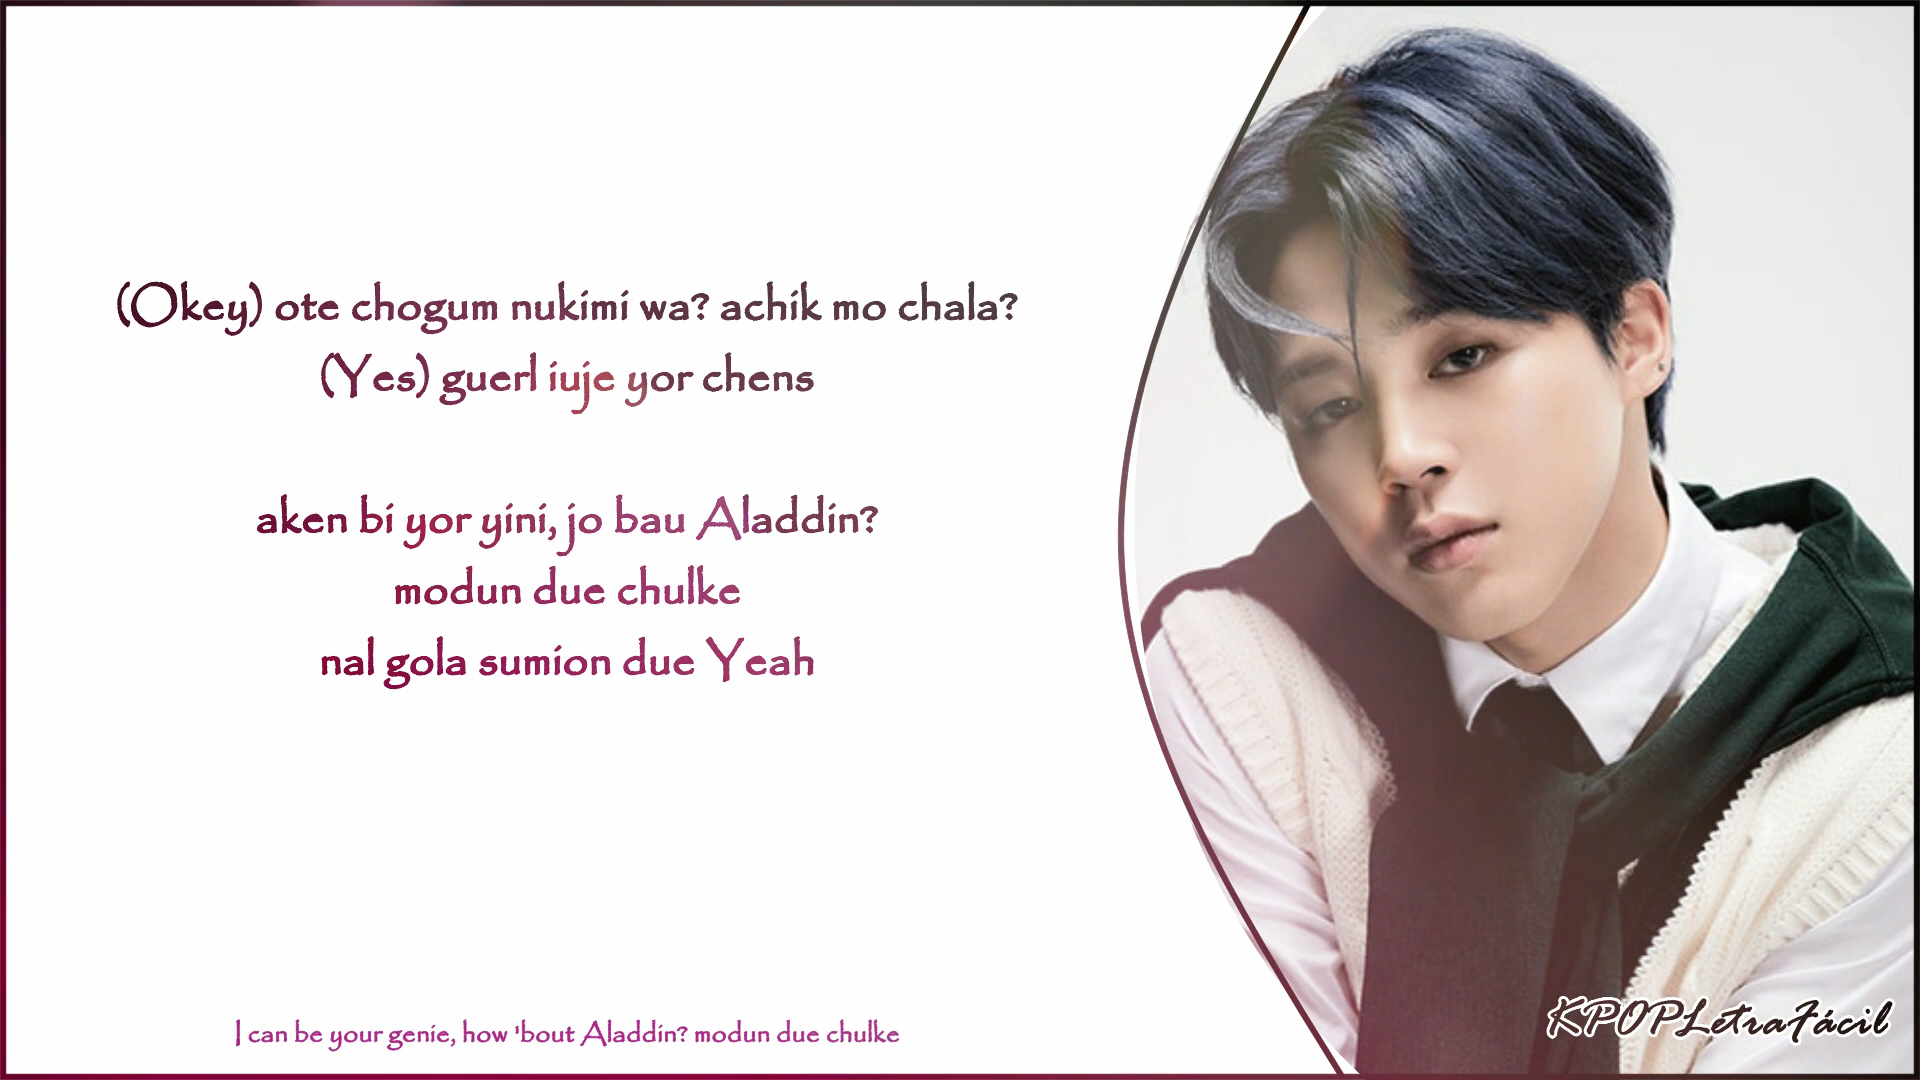 (Okey) ote chogum nukimi wa? achik mo chala?
(Yes) guerl iuje yor chens
aken bi yor yini, jo bau Aladdin?
modun due chulke
nal gola sumion due Yeah
I can be your genie, how 'bout Aladdin? modun due chulke
KPOPLetraFácil